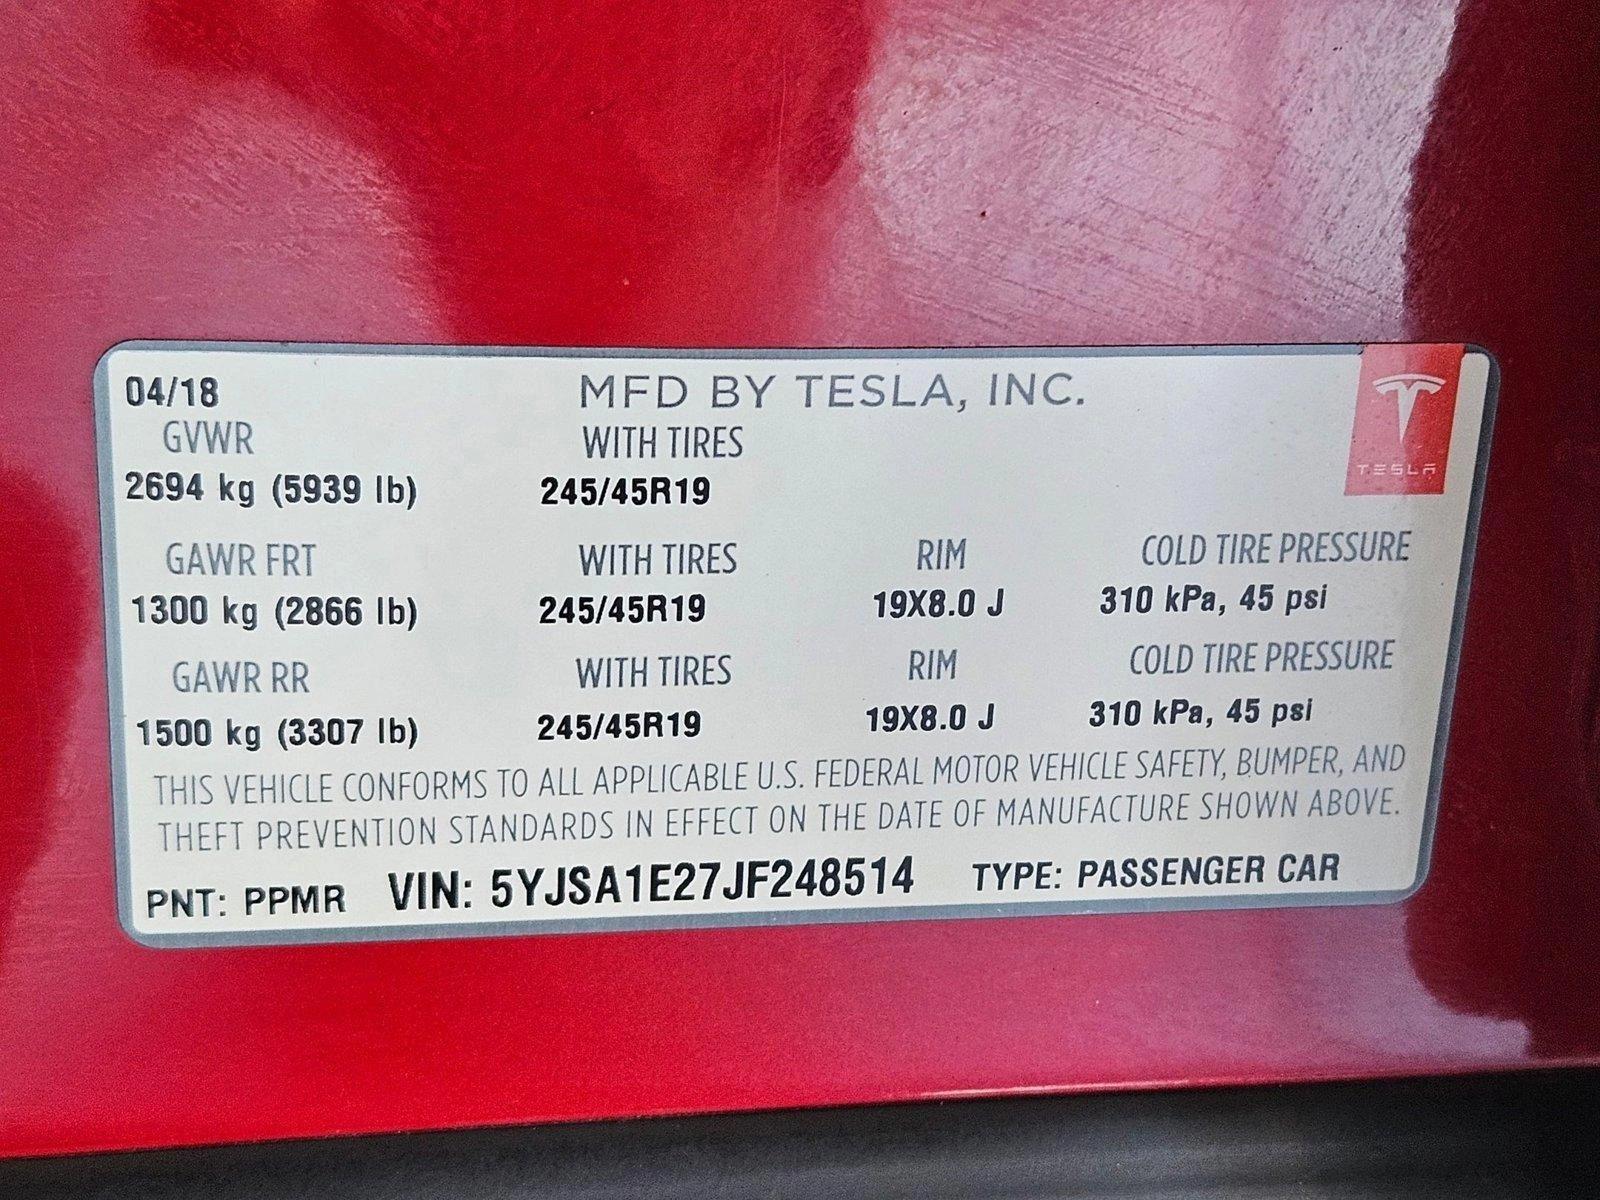 04/18 MFD BY TESLA, INC.
GVWR WITH TIRES
2694 kg (5939 lb) 245/45R19
TESLA
GAWR FRT WITH TIRES RIM COLD TIRE PRESSURE
1300 kg (2866 lb) 245/45R19 19X8.0 J 310 kPa, 45 psi
GAWR RR WITH TIRES RIM COLD TIRE PRESSURE
1500 kg (3307 lb) 245/45R19 19X8.0 J 310 kPa, 45 psi
THIS VEHICLE CONFORMS TO ALL APPLICABLE U.S. FEDERAL MOTOR VEHICLE SAFETY, BUMPER, AND
THEFT PREVENTION STANDARDS IN EFFECT ON THE DATE OF MANUFACTURE SHOWN ABOVE.
PNT: PPMR VIN: 5YJSA1E27JF248514 TYPE: PASSENGER CAR